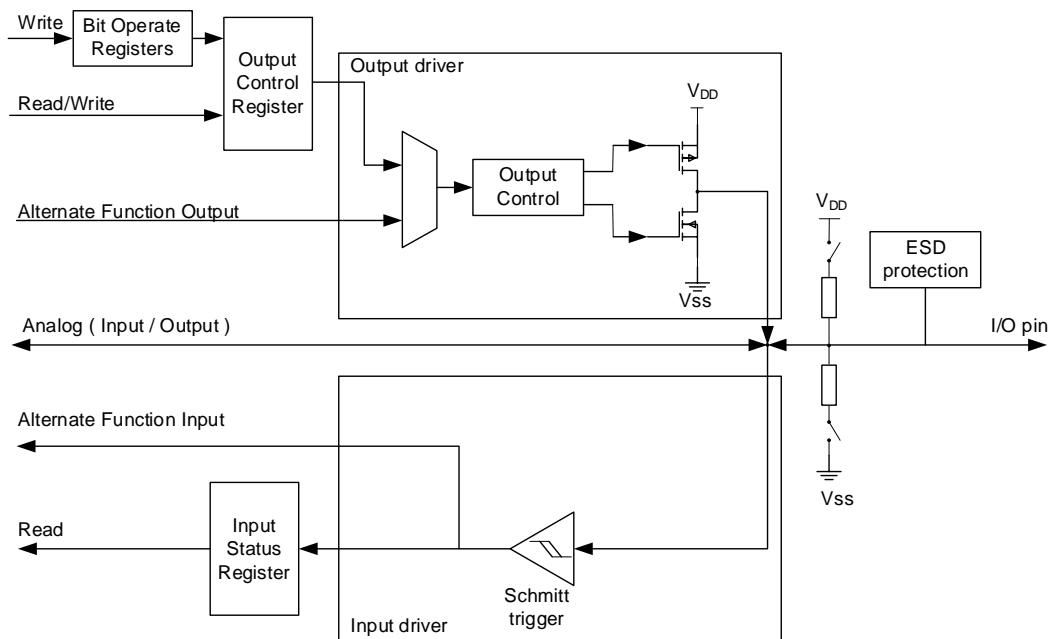 Write
Bit Operate
Registers
Output
Control
Register
Read/Write
Alternate Function Output
Output driver
Output
Control
VDD
Vss
VDD
ESD
protection
Analog ( Input / Output )
I/O pin
Alternate Function Input
Vss
Read
Input
Status
Register
Schmitt
trigger
Input driver